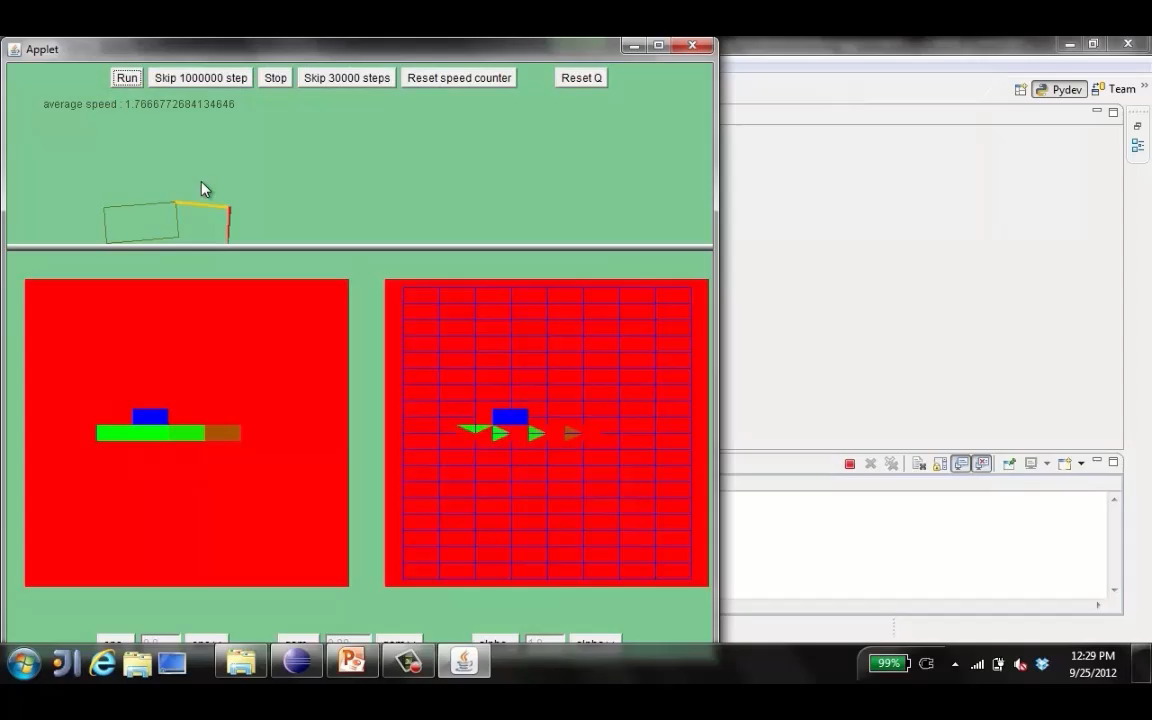 Applet
Run Skip 1000000 step Stop Skip 30000 steps Reset speed counter Reset Q
average speed : 1.7666772684134646
Pydev Team
99%
12:29 PM
9/25/2012